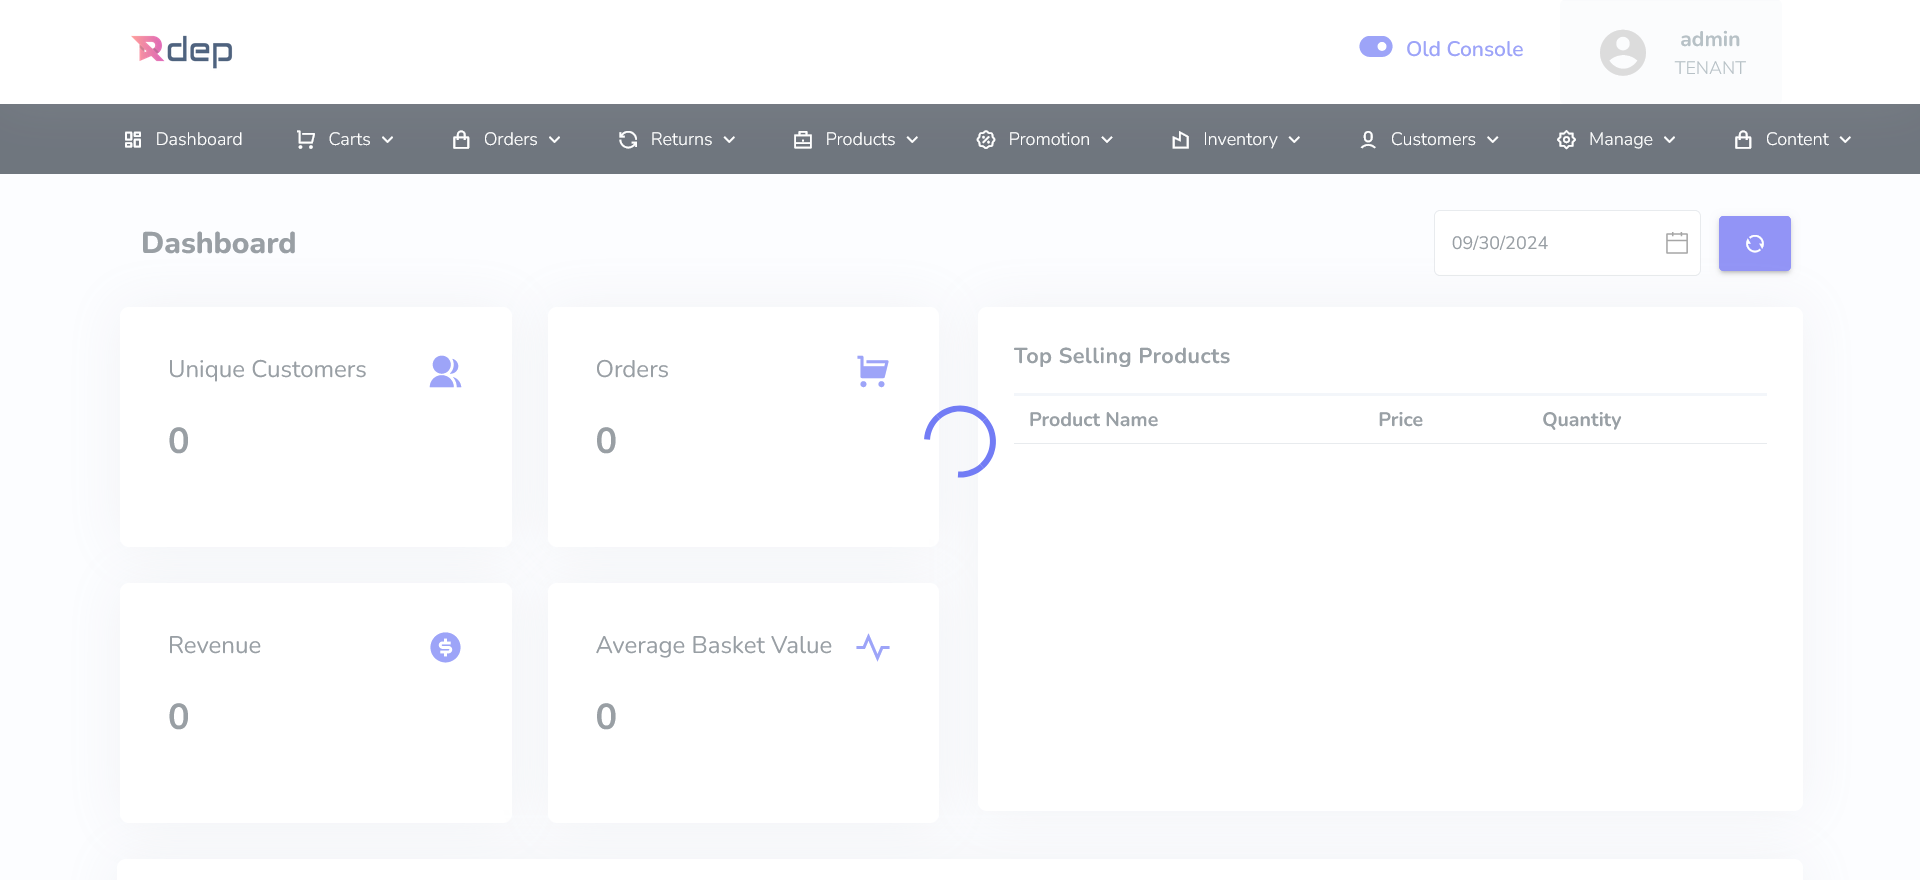 Rdep
Old Console
admin
TENANT
Dashboard Carts Orders Returns Products Promotion Inventory Customers Manage Content
Dashboard
09/30/2024
Unique Customers
0
Orders
0
Top Selling Products
Product Name Price Quantity
Revenue
0
Average Basket Value
0